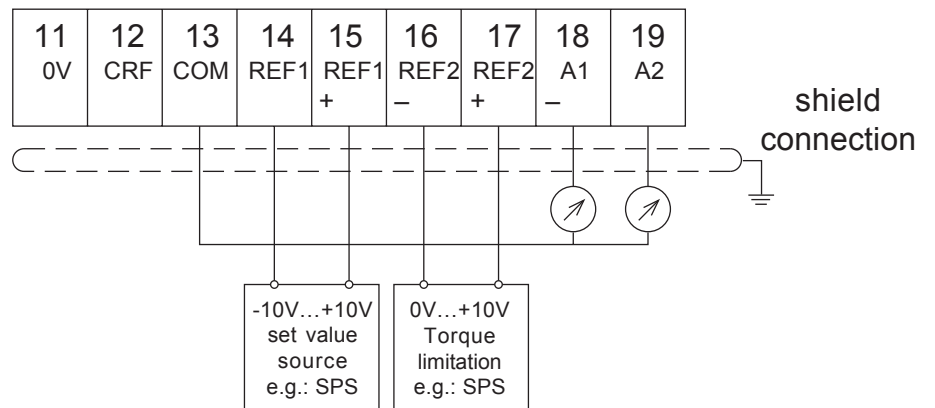 11 12 13 14 15 16 17 18 19
0V CRF COM REF1 REF1 REF2 REF2 A1 A2
+ – + –
shield
connection
-10V…+10V
set value
source
e.g.: SPS
0V…+10V
Torque
limitation
e.g.: SPS